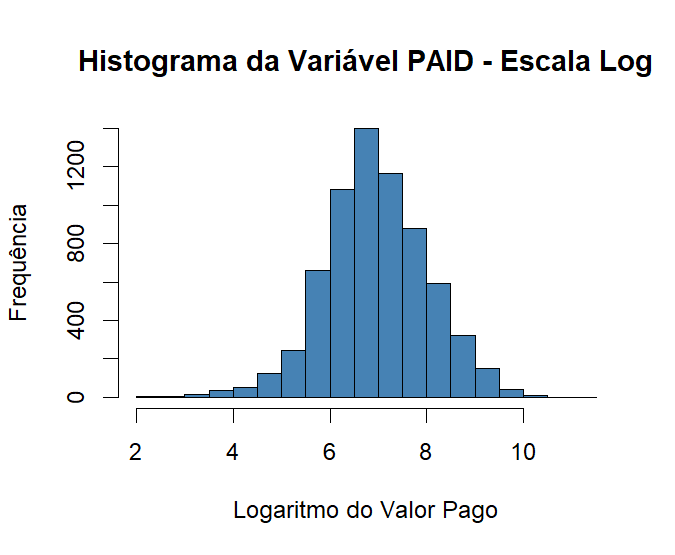 Histograma da Variável PAID - Escala Log
Frequência
1200
800
400
0
2 4 6 8 10
Logaritmo do Valor Pago